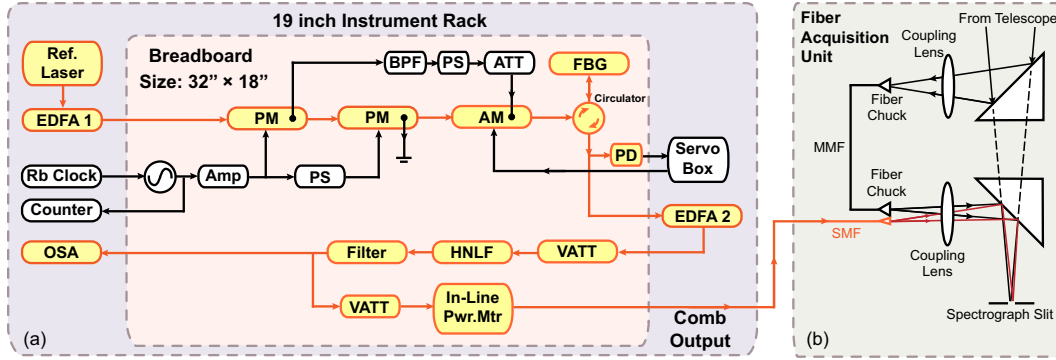 19 inch Instrument Rack
Ref.
Laser
EDFA 1
Breadboard
Size: 32” × 18”
BPF
PS
ATT
FBG
Circulator
PM
PM
AM
PD
Servo
Box
Rb Clock
Amp
PS
Counter
EDFA 2
OSA
Filter
HNLF
VATT
VATT
In-Line
Pwr.Mtr
Comb
Output
(a)
Fiber
Acquisition
Unit
Coupling
Lens
From Telescope
Fiber
Chuck
MMF
Fiber
Chuck
SMF
Coupling
Lens
Spectrograph Slit
(b)